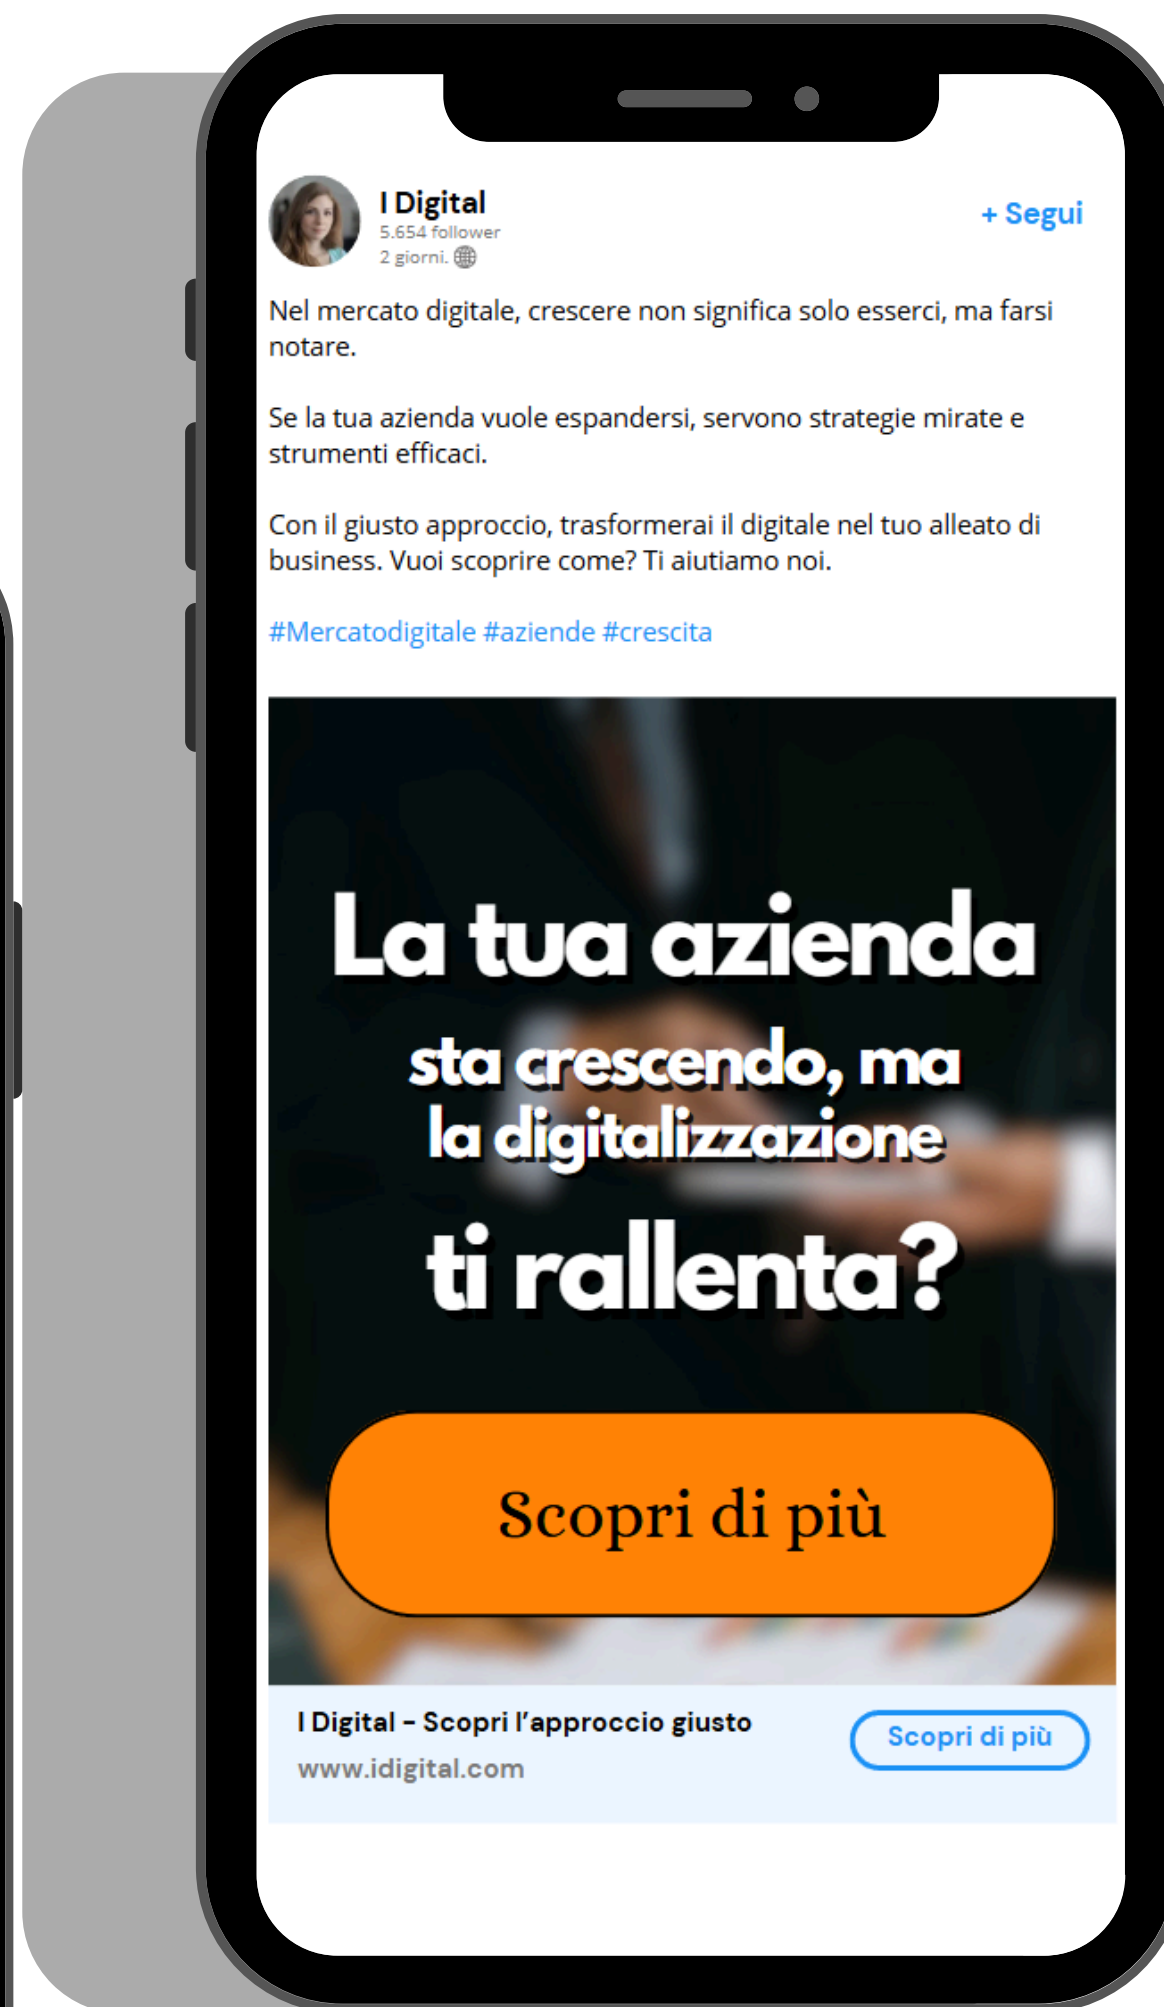 I Digital
+ Segui
5.654 follower
2 giorni.
Nel mercato digitale, crescere non significa solo esserci, ma farsi
notare.
Se la tua azienda vuole espandersi, servono strategie mirate e
strumenti efficaci.
Con il giusto approccio, trasformerai il digitale nel tuo alleato di
business. Vuoi scoprire come? Ti aiutiamo noi.
#Mercatodigitale #aziende #crescita
La tua azienda
sta crescendo, ma
la digitalizzazione
ti rallenta?
Scopri di più
I Digital – Scopri l'approccio giusto
www.idigital.com
Scopri di più